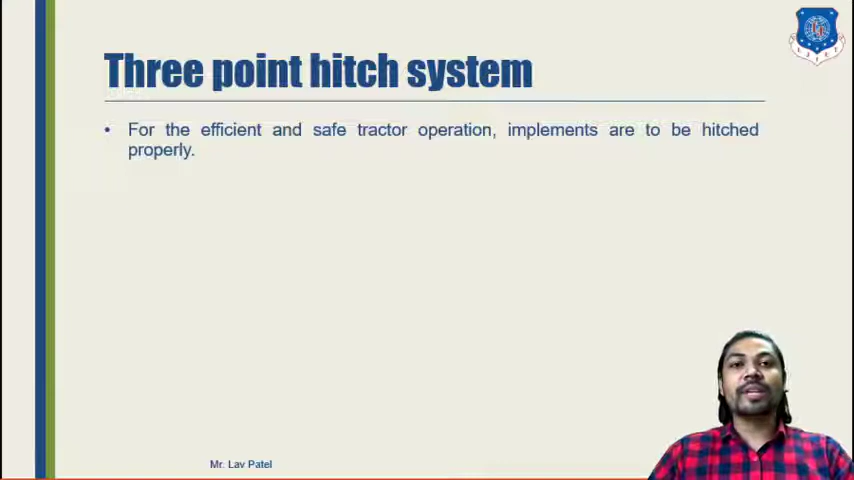 Three point hitch system
• For the efficient and safe tractor operation, implements are to be hitched
properly.
Mr. Lav Patel